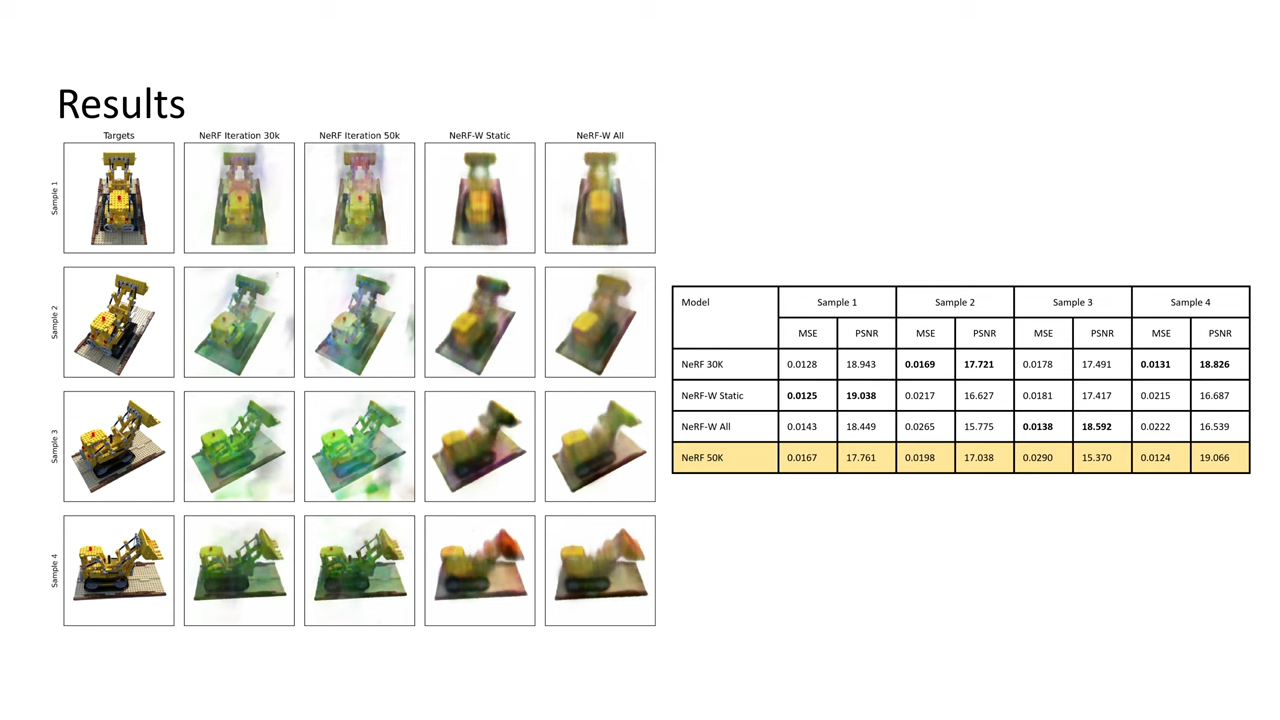 Results
Targets NeRF Iteration 30k NeRF Iteration 50k NeRF-W Static NeRF-W All
Sample 1
Sample 2
Sample 3
Sample 4
Model Sample 1 Sample 2 Sample 3 Sample 4
MSE PSNR MSE PSNR MSE PSNR MSE PSNR
NeRF 30K 0.0128 18.943 0.0169 17.721 0.0178 17.491 0.0131 18.826
NeRF-W Static 0.0125 19.038 0.0217 16.627 0.0181 17.417 0.0215 16.687
NeRF-W All 0.0143 18.449 0.0265 15.775 0.0138 18.592 0.0222 16.539
NeRF 50K 0.0167 17.761 0.0198 17.038 0.0290 15.370 0.0124 19.066